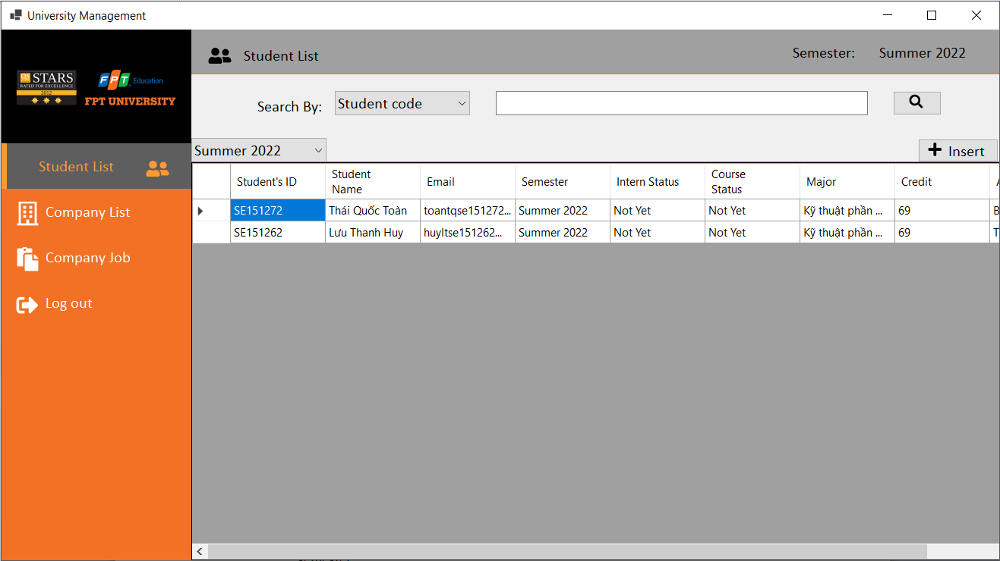 University Management
QS STARS
RATED FOR EXCELLENCE
2012
FPT Education
FPT UNIVERSITY
Student List
Semester: Summer 2022
Search By: Student code
Summer 2022
Insert
Student List
Company List
Company Job
Log out
Student's ID Student Name Email Semester Intern Status Course Status Major Credit
SE151272 Thái Quốc Toàn toantqse151272... Summer 2022 Not Yet Not Yet Kỹ thuật phần ... 69
SE151262 Lưu Thanh Huy huyltse151262... Summer 2022 Not Yet Not Yet Kỹ thuật phần ... 69